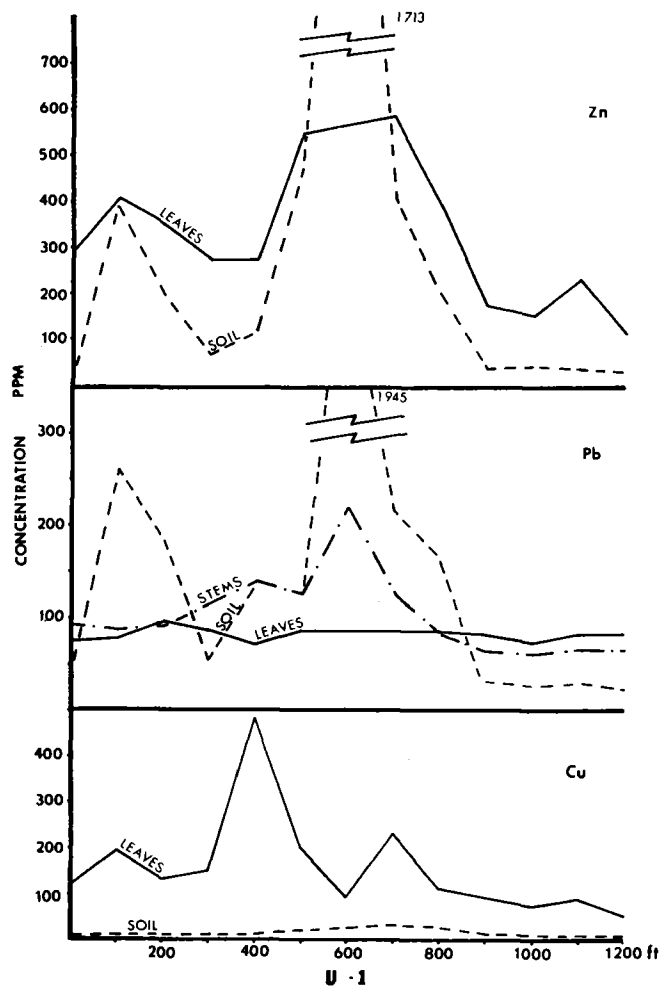 1713
700
600
500
400
300
200
100
Zn
LEAVES
SOIL
CONCENTRATION PPM
1945
300
200
100
Pb
STEMS
SOIL
LEAVES
400
300
200
100
Cu
LEAVES
SOIL
200 400 600 800 1000 1200 ft
U - 1